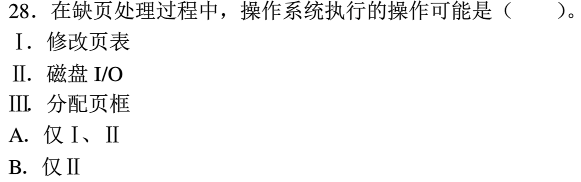 28．在缺页处理过程中，操作系统执行的操作可能是（　　）。
Ⅰ．修改页表
Ⅱ．磁盘 I/O
Ⅲ．分配页框
A．仅Ⅰ、Ⅱ
B．仅Ⅱ